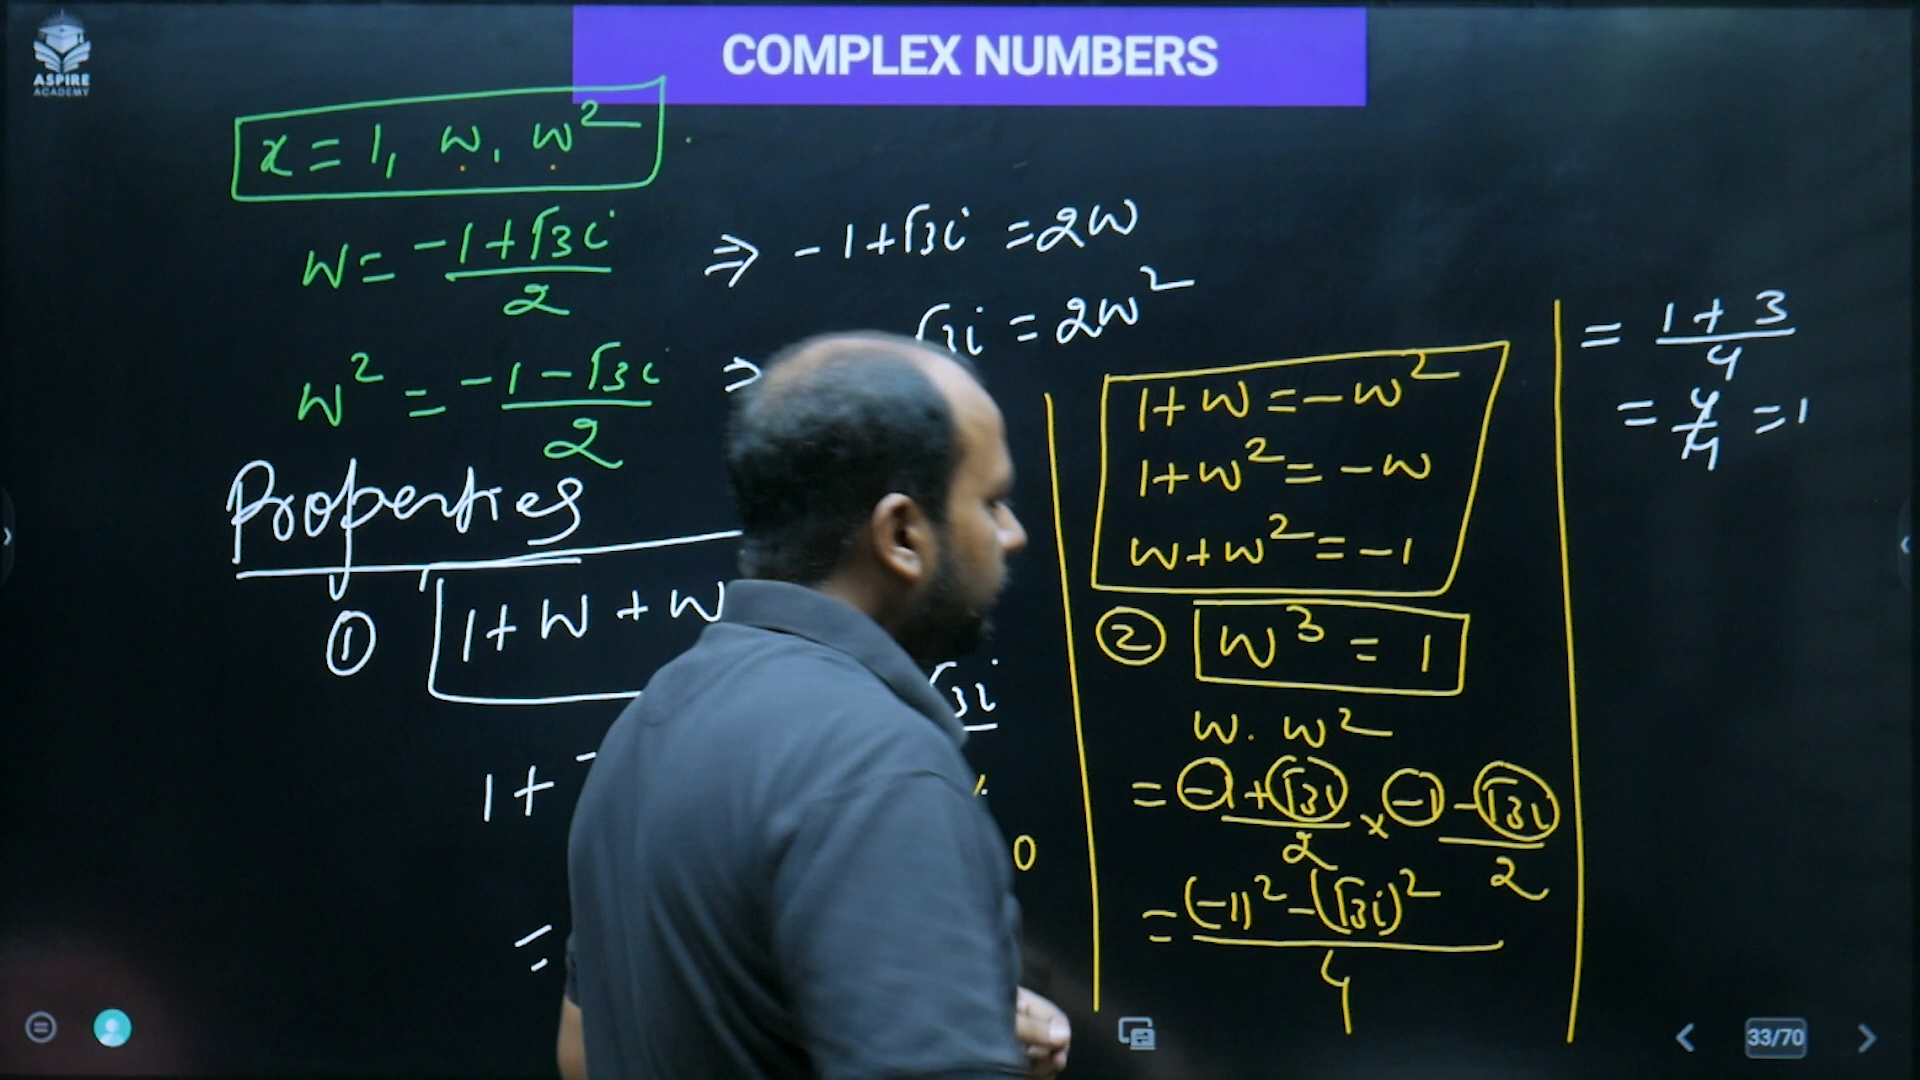 ASPIRE
ACADEMY
COMPLEX NUMBERS
x = 1, w, w²
w = (-1+√3i)/2 ⇒ -1+√3i = 2w
w² = (-1-√3i)/2 ⇒ √3i = 2w²
Properties
① 1+w+w
√3i
1+
0
=
1+w = -w²
1+w² = -w
w+w² = -1
② w³ = 1
w. w²
= (-1+√3i)/2 × (-1-√3i)/2
= ((-1)² - (√3i)²)/4
= (1+3)/4
= 4/4 = 1
33/70